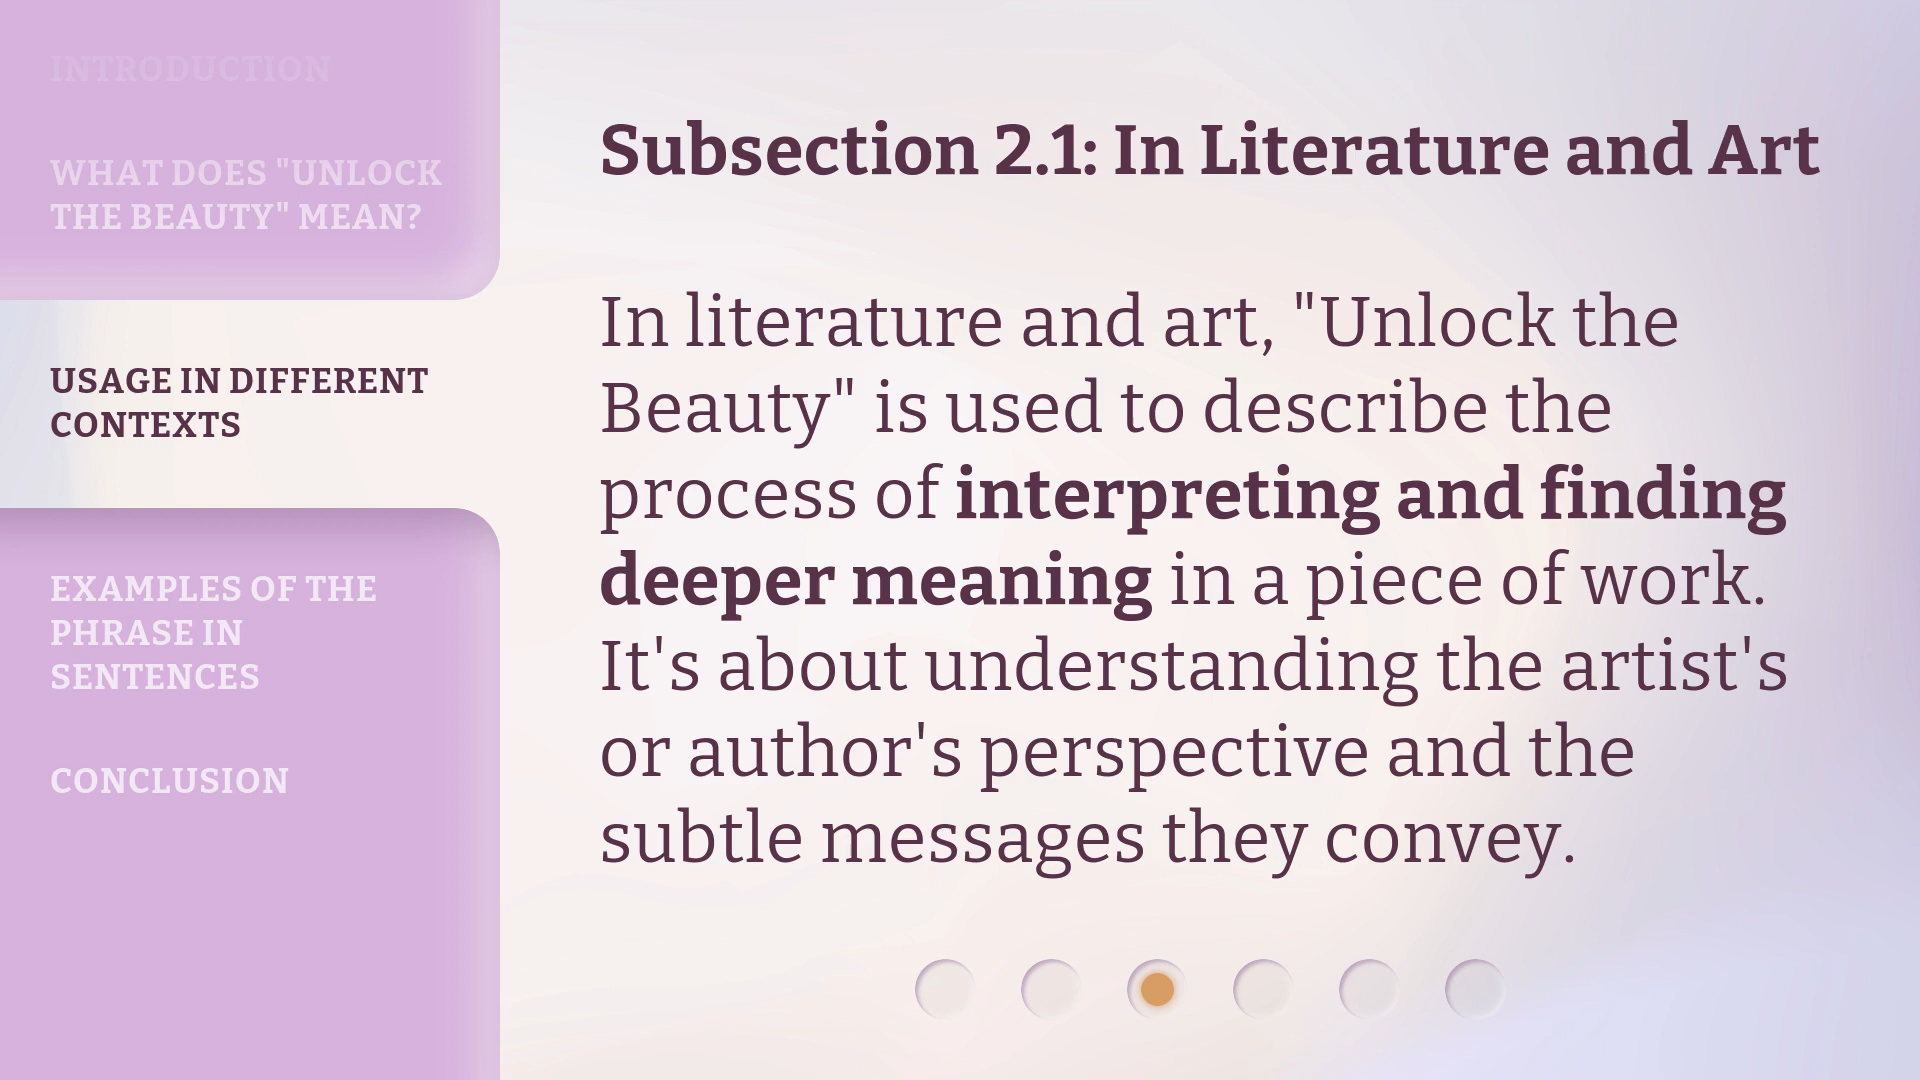 INTRODUCTION
WHAT DOES "UNLOCK
THE BEAUTY" MEAN?
USAGE IN DIFFERENT
CONTEXTS
EXAMPLES OF THE
PHRASE IN
SENTENCES
CONCLUSION
Subsection 2.1: In Literature and Art
In literature and art, "Unlock the
Beauty" is used to describe the
process of interpreting and finding
deeper meaning in a piece of work.
It's about understanding the artist's
or author's perspective and the
subtle messages they convey.